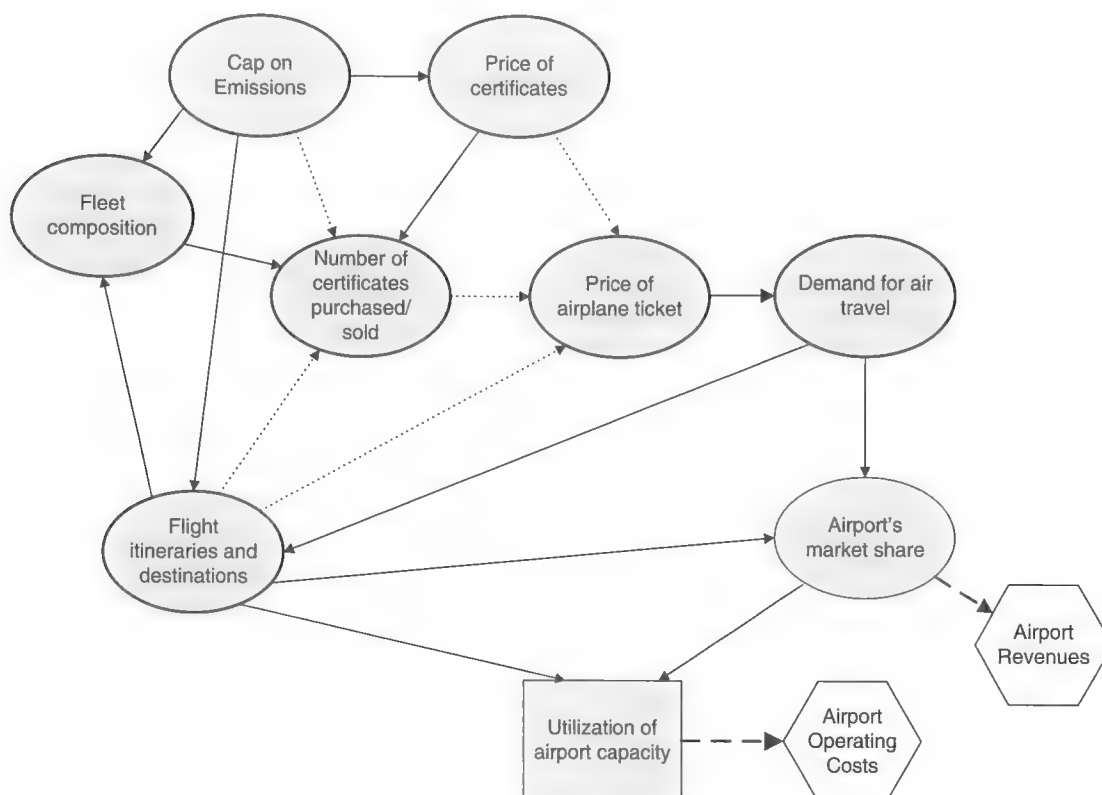 Cap on
Emissions
Price of
certificates
Fleet
composition
Number of
certificates
purchased/
sold
Price of
airplane ticket
Demand for air
travel
Flight
itineraries and
destinations
Airport's
market share
Airport
Revenues
Utilization of
airport capacity
Airport
Operating
Costs